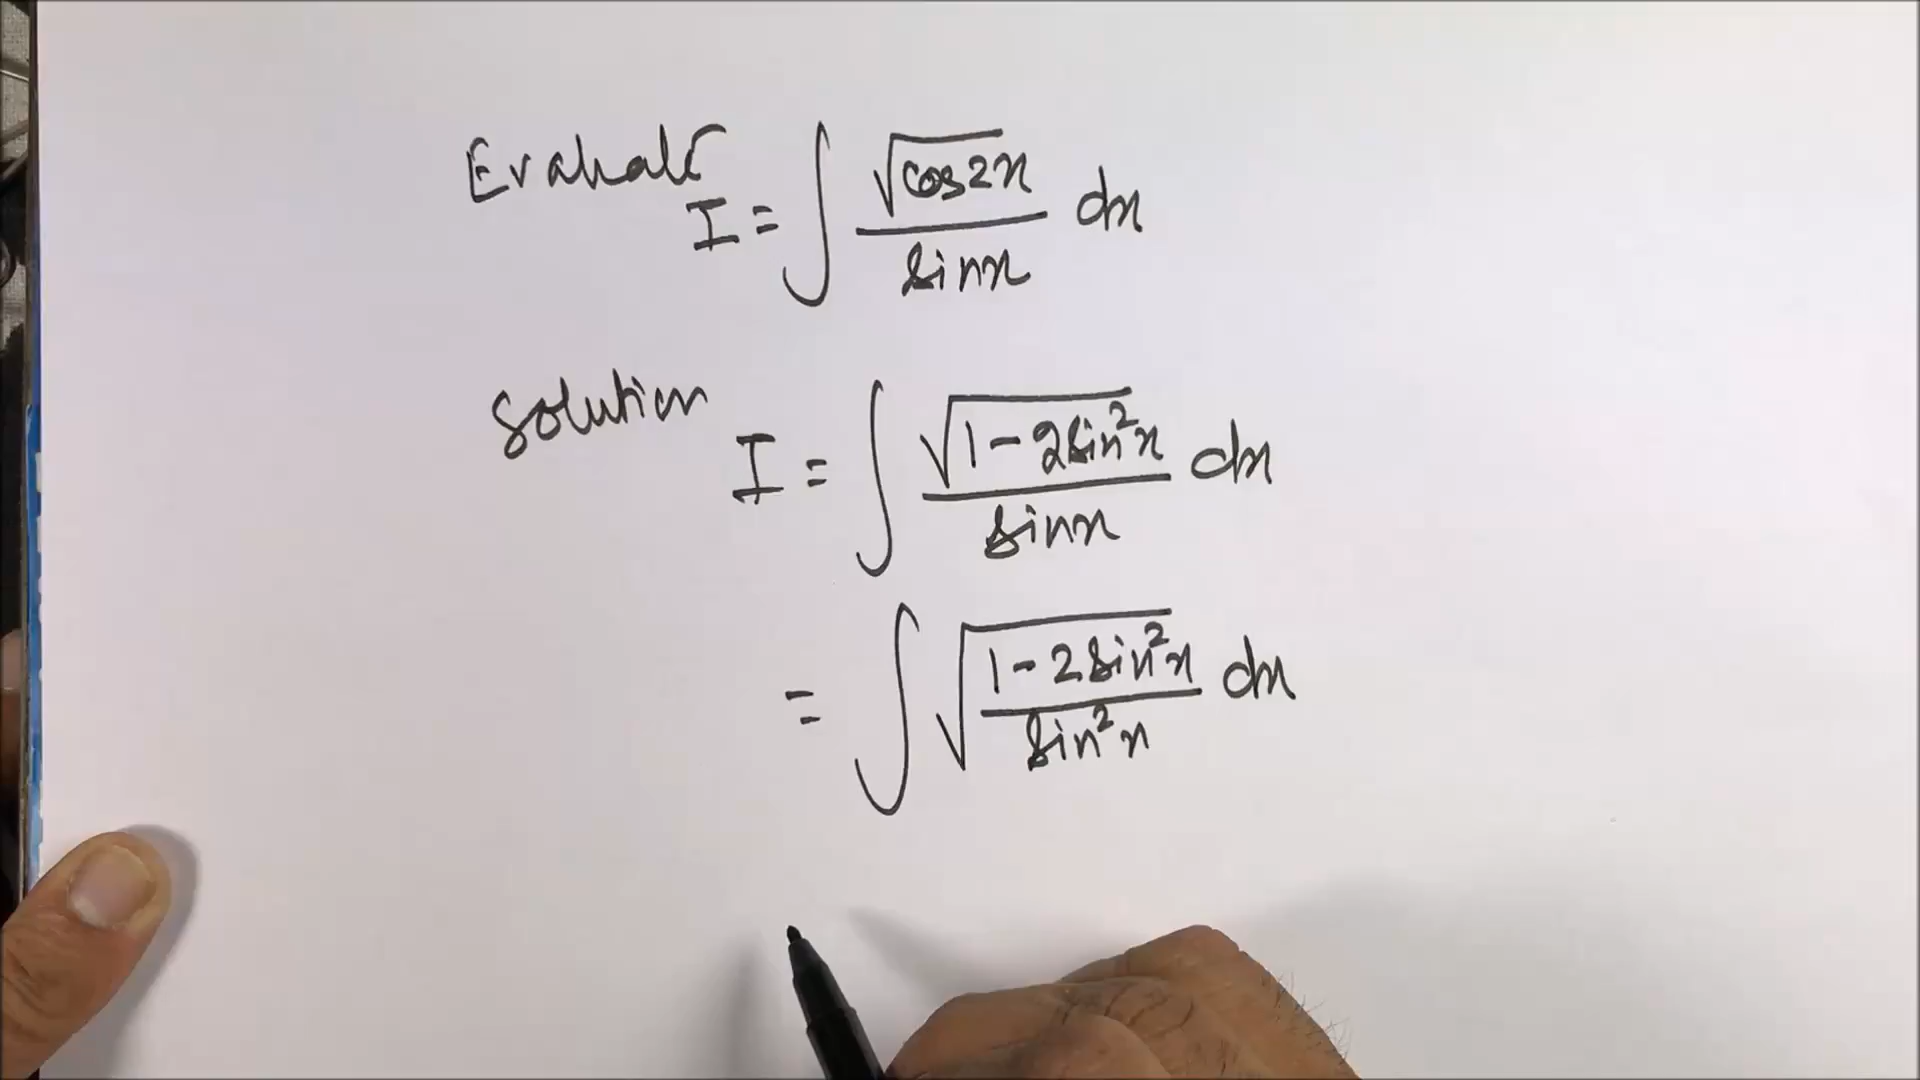 Evaluate
I = ∫ √cos2x / sinx dx
Solution
I = ∫ √1-2sin²x / sinx dx
= ∫ √(1-2sin²x / sin²x) dx